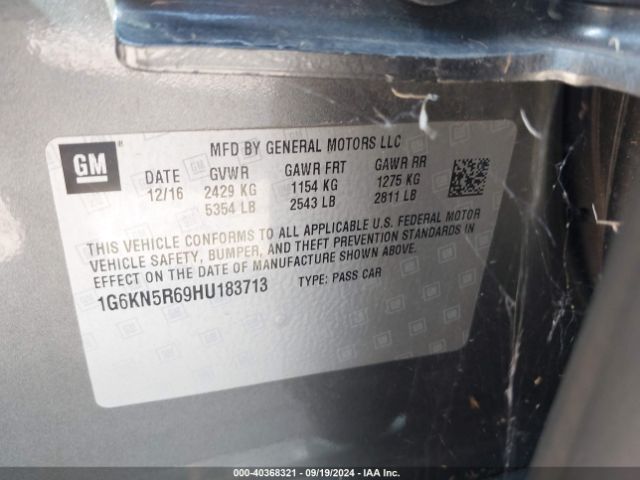 GM
MFD BY GENERAL MOTORS LLC
DATE GVWR GAWR FRT GAWR RR
12/16 2429 KG 1154 KG 1275 KG
5354 LB 2543 LB 2811 LB
THIS VEHICLE CONFORMS TO ALL APPLICABLE U.S. FEDERAL MOTOR
VEHICLE SAFETY, BUMPER, AND THEFT PREVENTION STANDARDS IN
EFFECT ON THE DATE OF MANUFACTURE SHOWN ABOVE.
1G6KN5R69HU183713 TYPE: PASS CAR
000-40368321 - 09/19/2024 - IAA Inc.